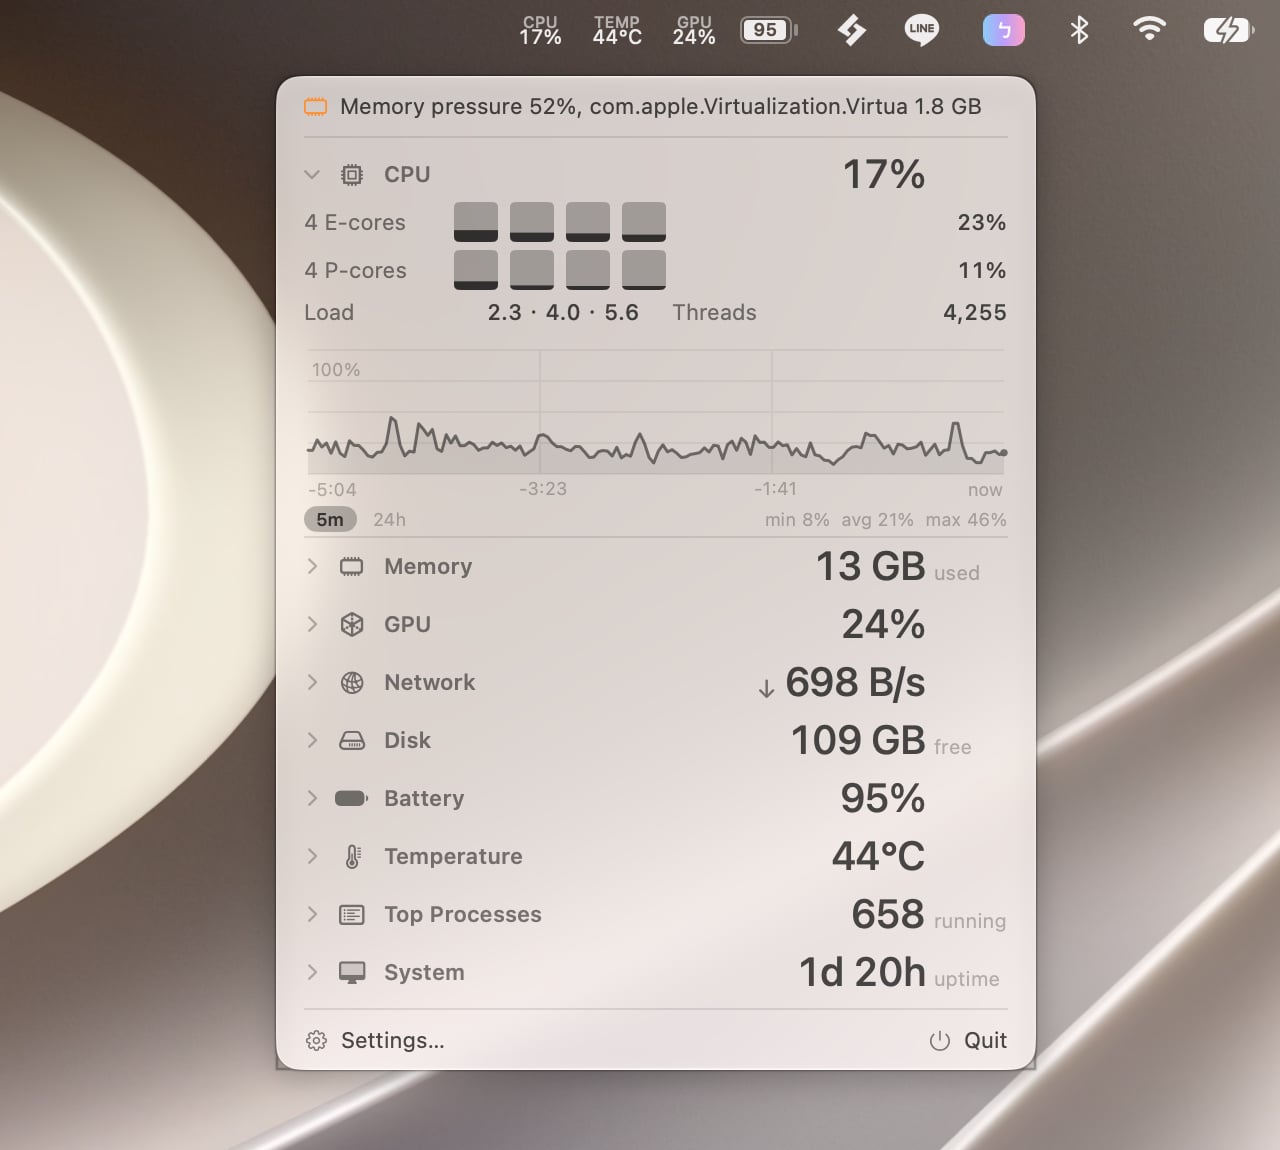 CPU TEMP GPU
17% 44°C 24% 95 LINE ㄅ
Memory pressure 52%, com.apple.Virtualization.Virtua 1.8 GB
CPU 17%
4 E-cores 23%
4 P-cores 11%
Load 2.3 · 4.0 · 5.6 Threads 4,255
100%
-5:04 -3:23 -1:41 now
5m 24h min 8% avg 21% max 46%
Memory 13 GB used
GPU 24%
Network ↓ 698 B/s
Disk 109 GB free
Battery 95%
Temperature 44°C
Top Processes 658 running
System 1d 20h uptime
Settings... Quit